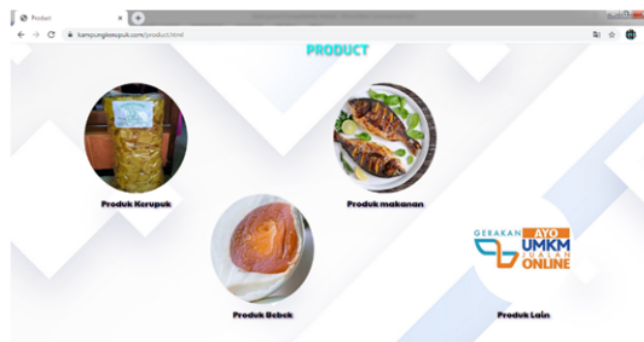 Product
kampungkerupuk.com/product.html
PRODUCT
Produk Kerupuk
Produk makanan
GERAKAN AYO
UMKM
JUALAN
ONLINE
Produk Bebek
Produk Lain